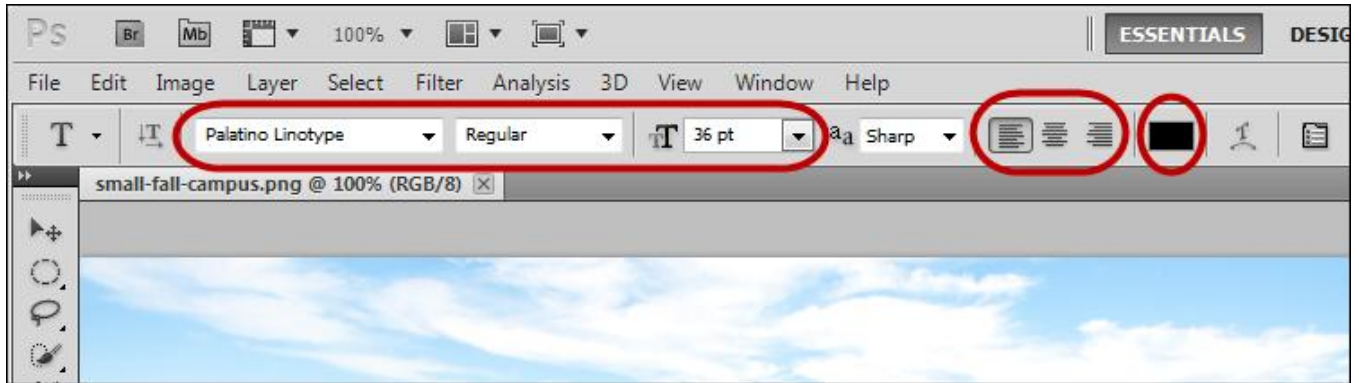 Ps Br Mb 100% ESSENTIALS DESIG
File Edit Image Layer Select Filter Analysis 3D View Window Help
T T Palatino Linotype Regular T 36 pt aa Sharp T
small-fall-campus.png @ 100% (RGB/8)